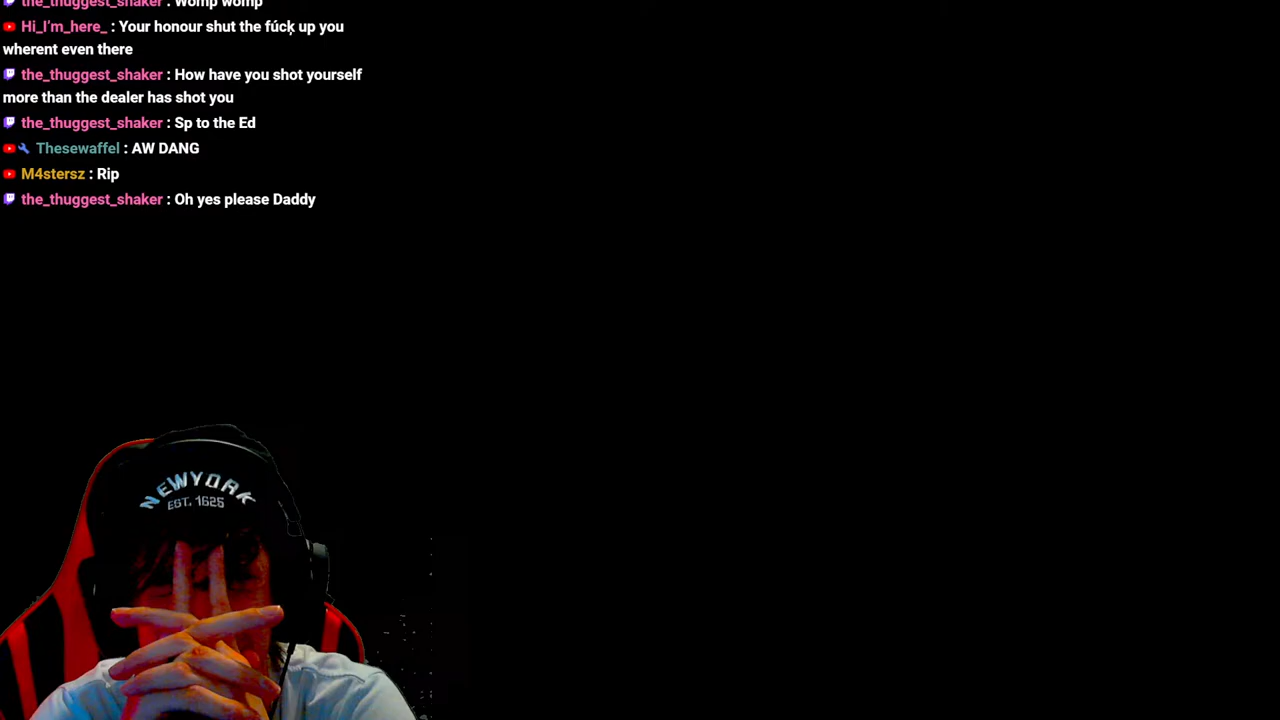 the_thuggest_shaker : Womp womp
Hi_I'm_here_ : Your honour shut the fúck up you
wherent even there
the_thuggest_shaker : How have you shot yourself
more than the dealer has shot you
the_thuggest_shaker : Sp to the Ed
Thesewaffel : AW DANG
M4stersz : Rip
the_thuggest_shaker : Oh yes please Daddy
NEWYORK
EST. 1625